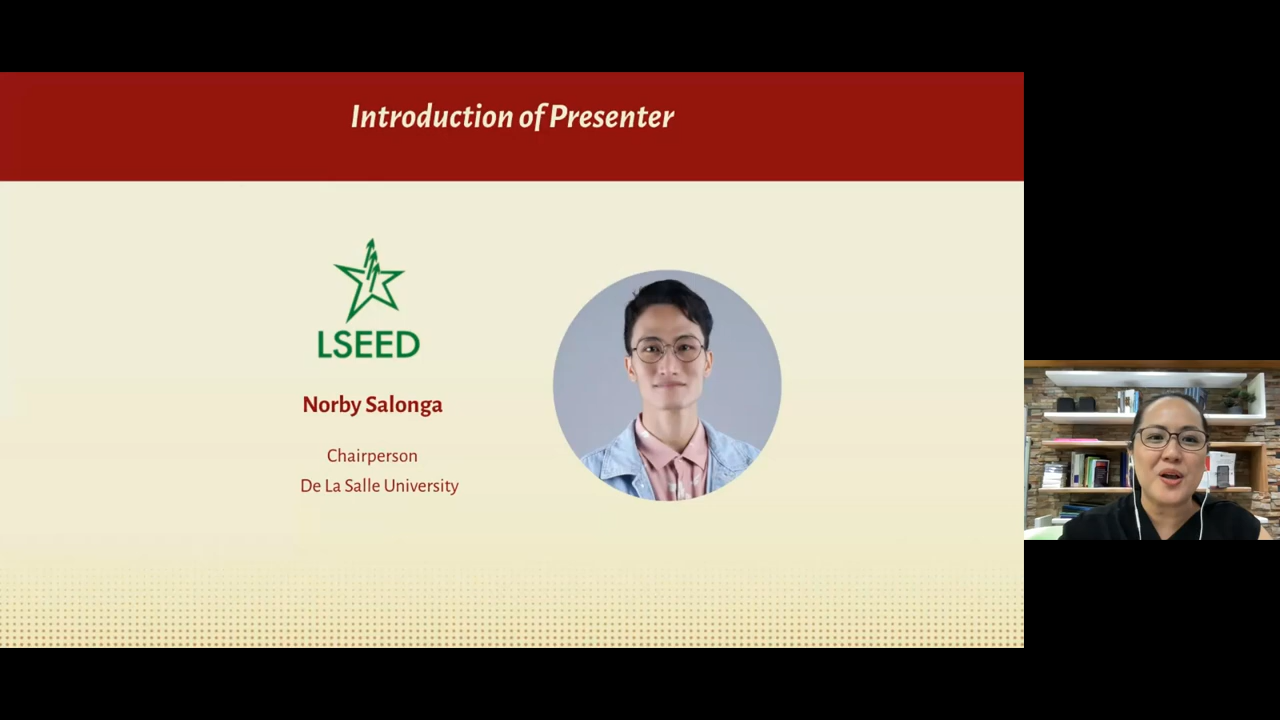 Introduction of Presenter
LSEED
Norby Salonga
Chairperson
De La Salle University